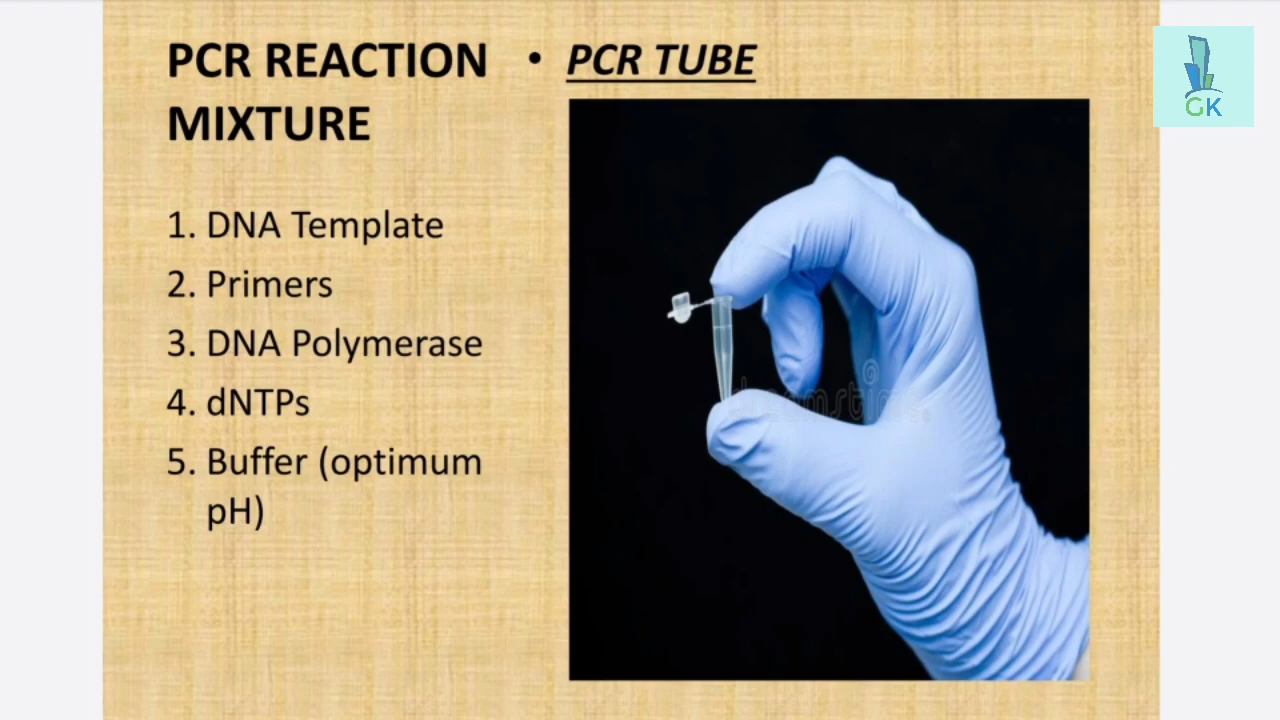 PCR REACTION
MIXTURE
1. DNA Template
2. Primers
3. DNA Polymerase
4. dNTPs
5. Buffer (optimum
pH)
• PCR TUBE
dreamstime.
GK